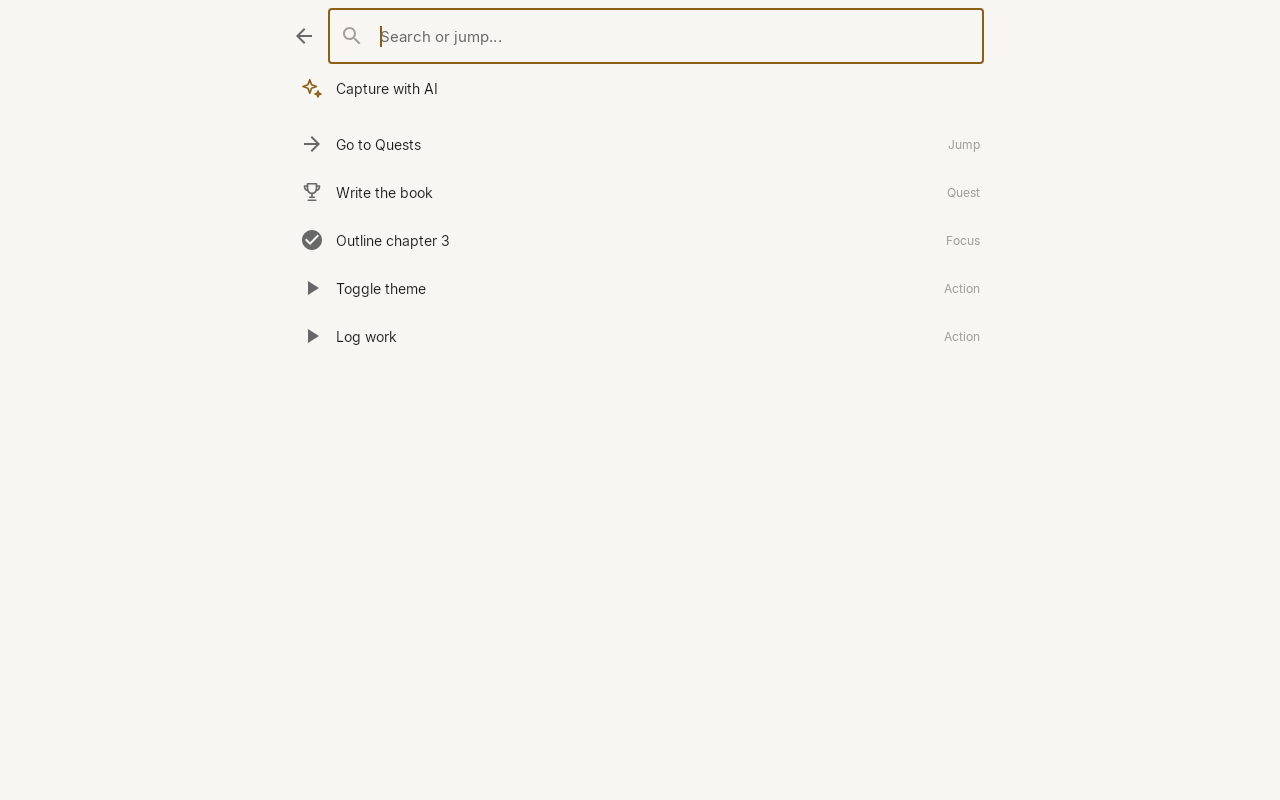 Search or jump...
Capture with AI
Go to Quests Jump
Write the book Quest
Outline chapter 3 Focus
Toggle theme Action
Log work Action